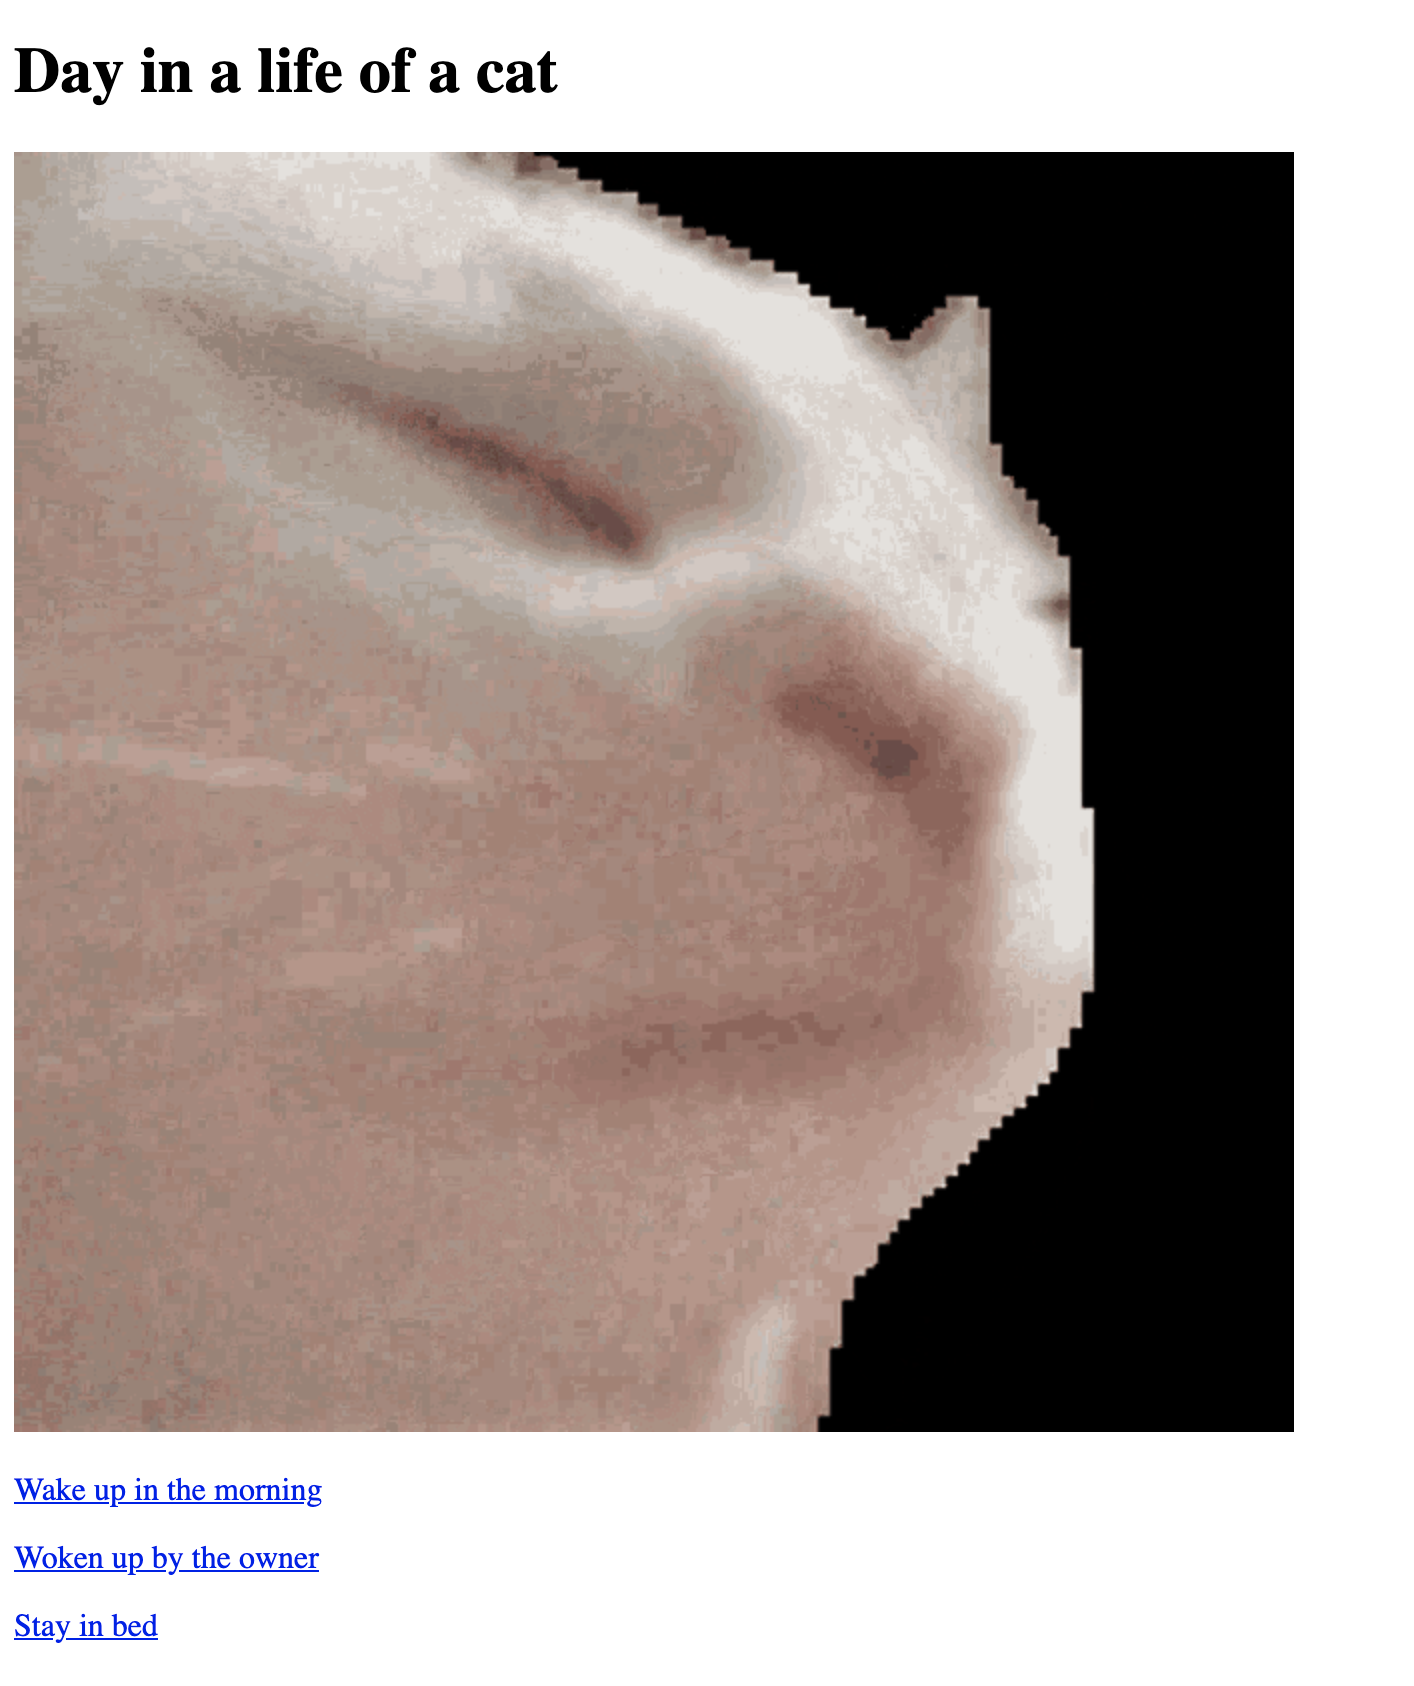 Day in a life of a cat
Wake up in the morning
Woken up by the owner
Stay in bed